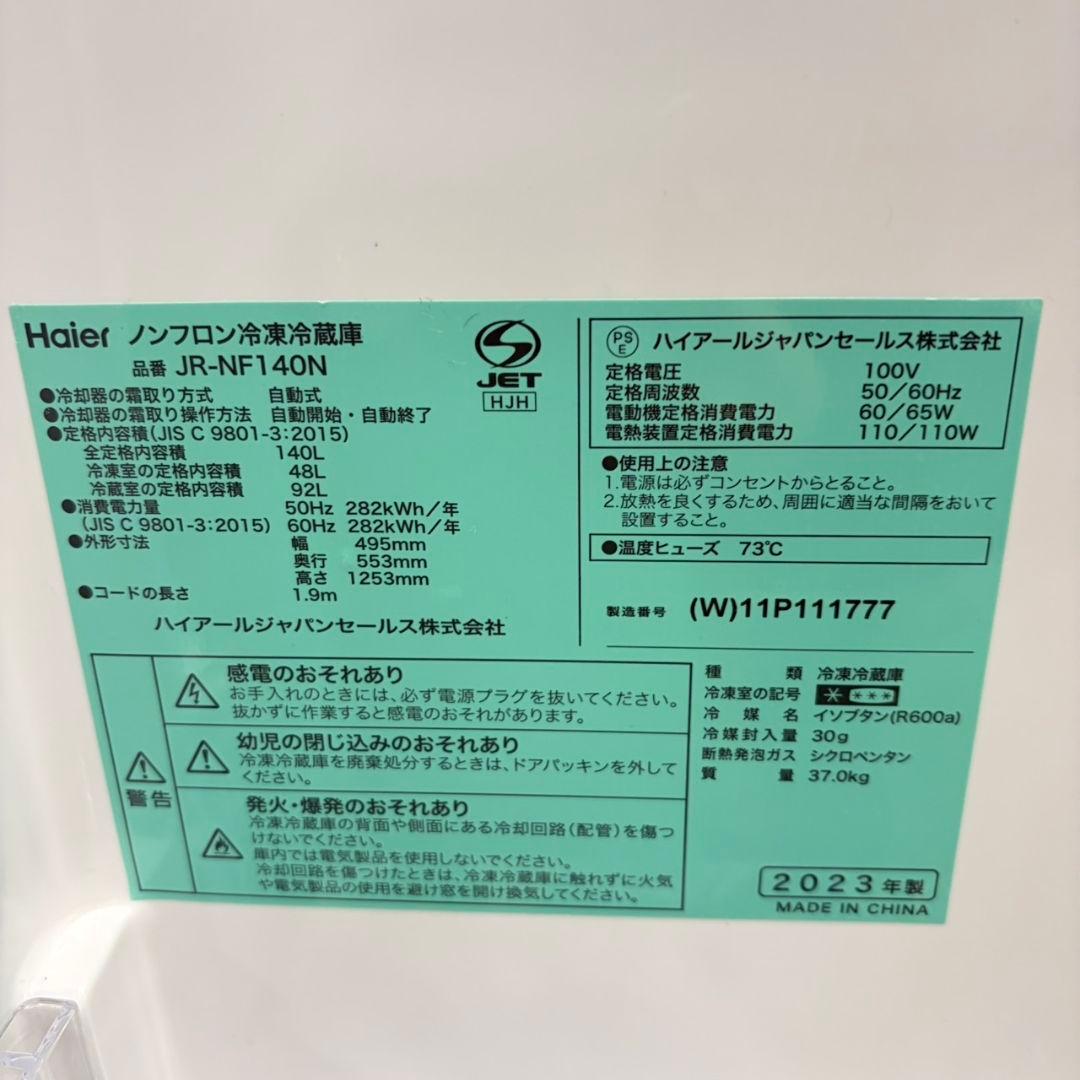 Haier ノンフロン冷凍冷蔵庫
品番 JR-NF140N
●冷却器の霜取り方式 自動式
●冷却器の霜取り操作方法 自動開始・自動終了
●定格内容積(JIS C 9801-3:2015)
全定格内容積 140L
冷凍室の定格内容積 48L
冷蔵室の定格内容積 92L
●消費電力量 50Hz 282kWh/年
(JIS C 9801-3:2015) 60Hz 282kWh/年
●外形寸法 幅 495mm
奥行 553mm
高さ 1253mm
●コードの長さ 1.9m
ハイアールジャパンセールス株式会社
JET
HJH
PSE ハイアールジャパンセールス株式会社
定格電圧 100V
定格周波数 50/60Hz
電動機定格消費電力 60/65W
電熱装置定格消費電力 110/110W
●使用上の注意
1.電源は必ずコンセントからとること。
2.放熱を良くするため、周囲に適当な間隔をおいて
設置すること。
●温度ヒューズ 73℃
製造番号 (W)11P111777
警告
感電のおそれあり
お手入れのときには、必ず電源プラグを抜いてください。
抜かずに作業すると感電のおそれがあります。
幼児の閉じ込めのおそれあり
冷凍冷蔵庫を廃棄処分するときは、ドアパッキンを外して
ください。
発火・爆発のおそれあり
冷凍冷蔵庫の背面や側面にある冷却回路(配管)を傷つ
けないでください。
庫内では電気製品を使用しないでください。
冷却回路を傷つけたときは、冷凍冷蔵庫に触れずに火気
や電気製品の使用を避け窓を開け換気してください。
種類 冷凍冷蔵庫
冷凍室の記号 * ***
冷媒名 イソブタン(R600a)
冷媒封入量 30g
断熱発泡ガス シクロペンタン
質量 37.0kg
2023年製
MADE IN CHINA